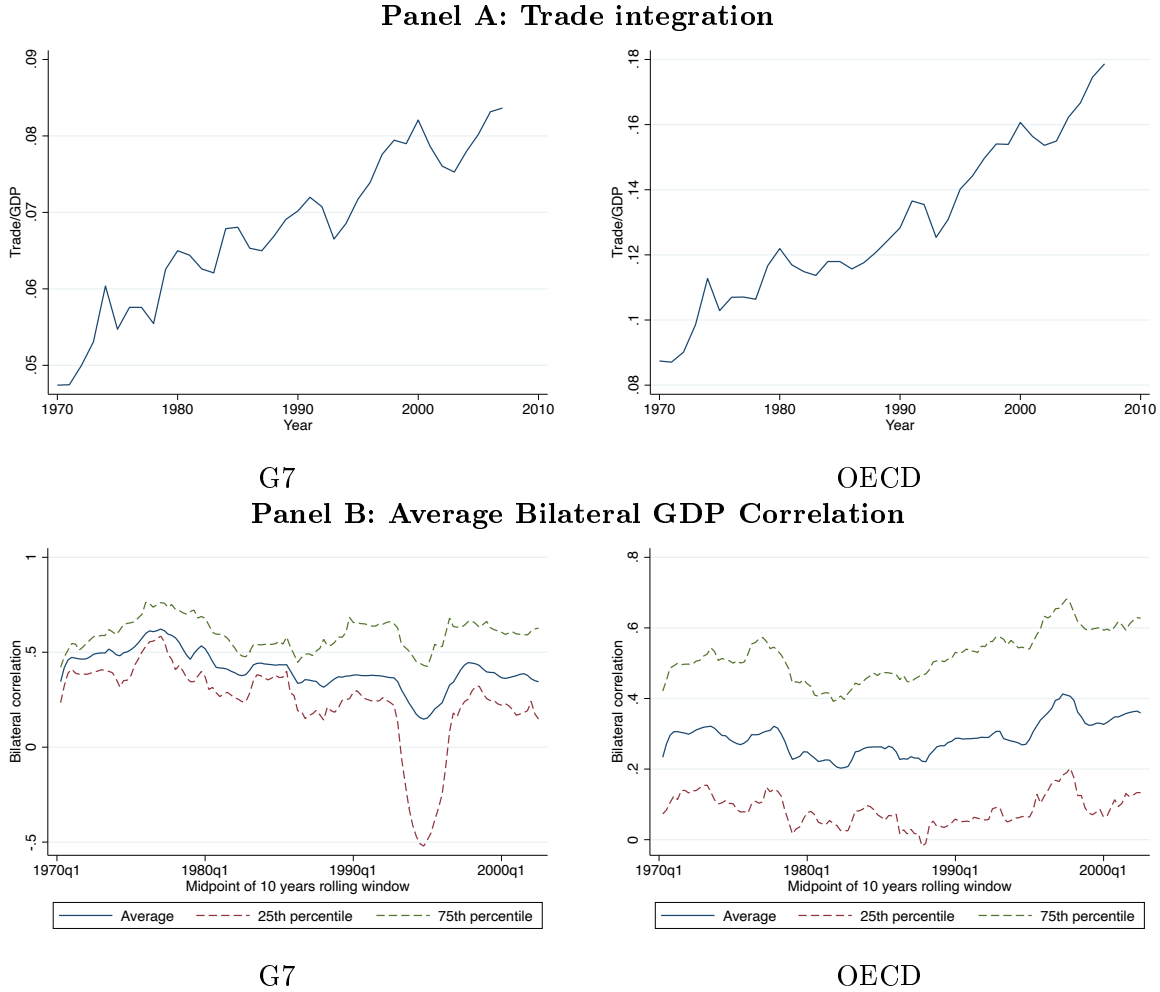 Panel A: Trade integration
.09
.08
.07
.06
.05
Trade/GDP
1970 1980 1990 2000 2010
Year
G7
.18
.16
.14
.12
.1
.08
Trade/GDP
1970 1980 1990 2000 2010
Year
OECD
Panel B: Average Bilateral GDP Correlation
1
.5
0
-.5
Bilateral correlation
1970q1 1980q1 1990q1 2000q1
Midpoint of 10 years rolling window
Average 25th percentile 75th percentile
G7
.8
.6
.4
.2
0
Bilateral correlation
1970q1 1980q1 1990q1 2000q1
Midpoint of 10 years rolling window
Average 25th percentile 75th percentile
OECD